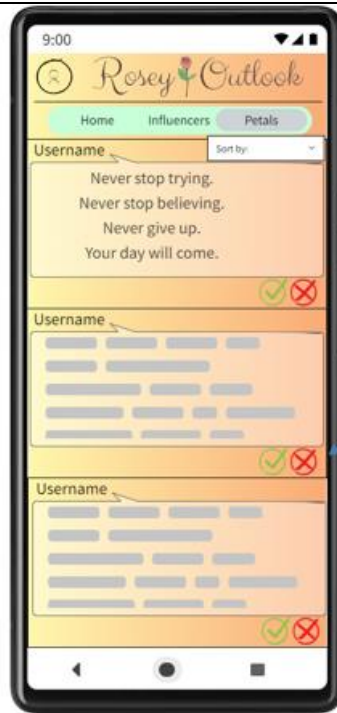 9:00
Rosey Outlook
Home Influencers Petals
Username
Sort by:
Never stop trying.
Never stop believing.
Never give up.
Your day will come.
Username
Username